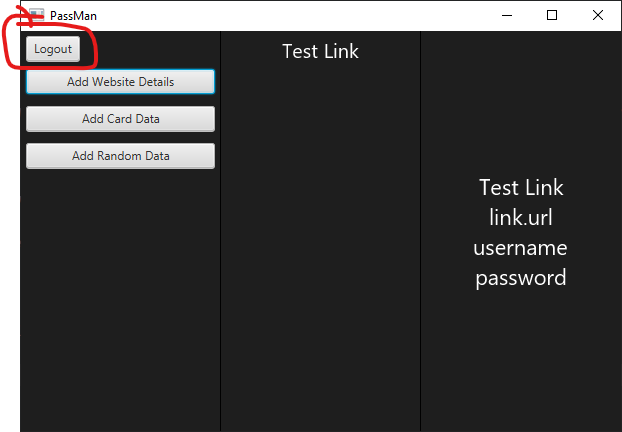 PassMan
Logout
Add Website Details
Add Card Data
Add Random Data
Test Link
Test Link
link.url
username
password